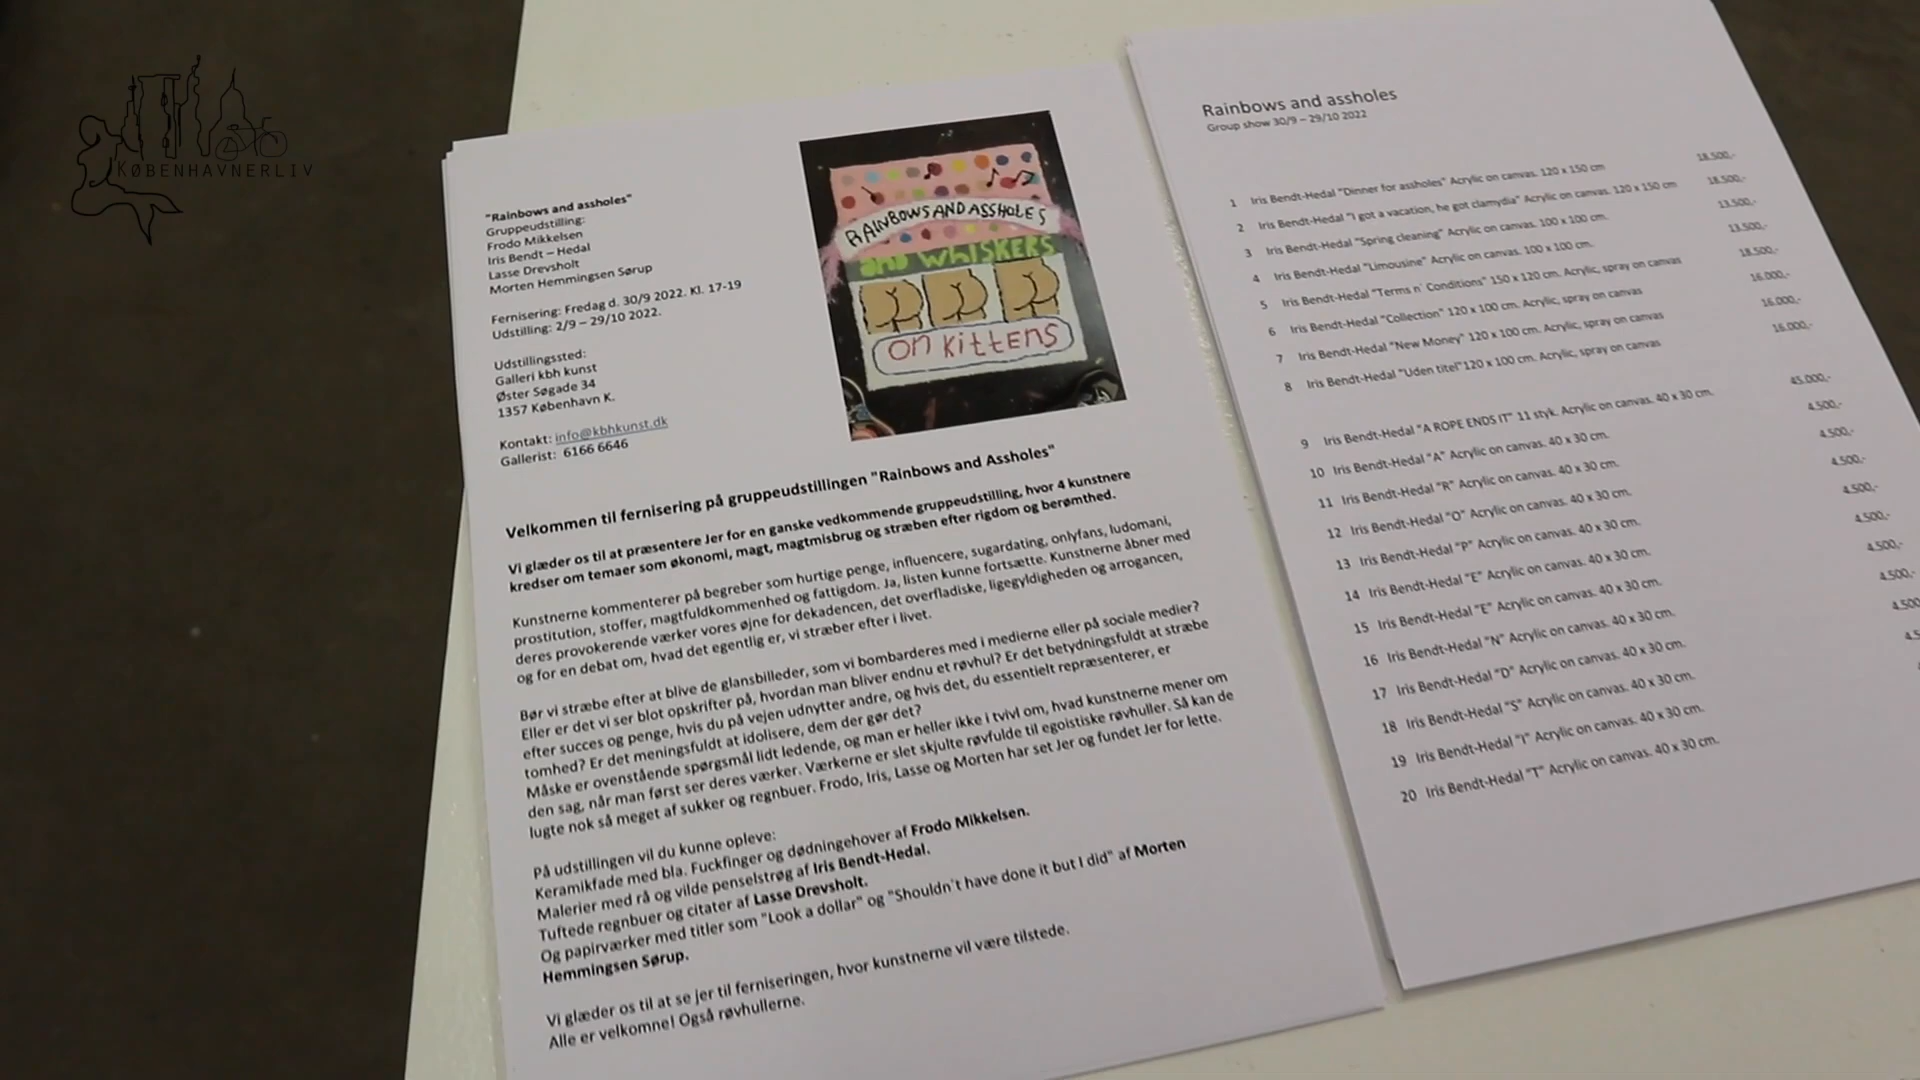 KØBENHAVNERLIV
"Rainbows and assholes"
Gruppeudstilling:
Frodo Mikkelsen
Iris Bendt – Hedal
Lasse Drevsholt
Morten Hemmingsen Sørup
Fernisering: Fredag d. 30/9 2022. Kl. 17-19
Udstilling: 2/9 – 29/10 2022.
Udstillingssted:
Galleri kbh kunst
Øster Søgade 34
1357 København K.
Kontakt: info@kbhkunst.dk
Gallerist: 6166 6646
RAINBOWS AND ASSHOLES
and WHISKERS
ON KITTENS
Velkommen til fernisering på gruppeudstillingen "Rainbows and Assholes"
Vi glæder os til at præsentere Jer for en ganske vedkommende gruppeudstilling, hvor 4 kunstnere
kredser om temaer som økonomi, magt, magtmisbrug og stræben efter rigdom og berømthed.
Kunstnerne kommenterer på begreber som hurtige penge, influencere, sugardating, onlyfans, ludomani,
prostitution, stoffer, magtfuldkommenhed og fattigdom. Ja, listen kunne fortsætte. Kunstnerne åbner med
deres provokerende værker vores øjne for dekadencen, det overfladiske, ligegyldigheden og arrogancen,
og for en debat om, hvad det egentlig er, vi stræber efter i livet.
Bør vi stræbe efter at blive de glansbilleder, som vi bombarderes med i medierne eller på sociale medier?
Eller er det vi ser blot opskrifter på, hvordan man bliver endnu et røvhul? Er det betydningsfuldt at stræbe
efter succes og penge, hvis du på vejen udnytter andre, og hvis det, du essentielt repræsenterer, er
tomhed? Er det meningsfuldt at idolisere, dem der gør det?
Måske er ovenstående spørgsmål lidt ledende, og man er heller ikke i tvivl om, hvad kunstnerne mener om
den sag, når man først ser deres værker. Værkerne er slet skjulte røvfulde til egoistiske røvhuller. Så kan de
lugte nok så meget af sukker og regnbuer. Frodo, Iris, Lasse og Morten har set Jer og fundet Jer for lette.
På udstillingen vil du kunne opleve:
Keramikfade med bla. Fuckfinger og dødningehover af Frodo Mikkelsen.
Malerier med rå og vilde penselstrøg af Iris Bendt-Hedal.
Tuftede regnbuer og citater af Lasse Drevsholt.
Og papirværker med titler som "Look a dollar" og "Shouldn´t have done it but I did" af Morten
Hemmingsen Sørup.
Vi glæder os til at se jer til ferniseringen, hvor kunstnerne vil være tilstede.
Alle er velkomne! Også røvhullerne.
Rainbows and assholes
Group show 30/9 – 29/10 2022
1 Iris Bendt-Hedal "Dinner for assholes" Acrylic on canvas. 120 x 150 cm 18.500,-
2 Iris Bendt-Hedal "I got a vacation, he got clamydia" Acrylic on canvas. 120 x 150 cm 18.500,-
3 Iris Bendt-Hedal "Spring cleaning" Acrylic on canvas. 100 x 100 cm. 13.500,-
4 Iris Bendt-Hedal "Limousine" Acrylic on canvas. 100 x 100 cm. 13.500,-
5 Iris Bendt-Hedal "Terms n´ Conditions" 150 x 120 cm. Acrylic, spray on canvas 18.500,-
6 Iris Bendt-Hedal "Collection" 120 x 100 cm. Acrylic, spray on canvas 16.000,-
7 Iris Bendt-Hedal "New Money" 120 x 100 cm. Acrylic, spray on canvas 16.000,-
8 Iris Bendt-Hedal "Uden titel" 120 x 100 cm. Acrylic, spray on canvas 16.000,-
9 Iris Bendt-Hedal "A ROPE ENDS IT" 11 styk. Acrylic on canvas. 40 x 30 cm. 45.000,-
10 Iris Bendt-Hedal "A" Acrylic on canvas. 40 x 30 cm. 4.500,-
11 Iris Bendt-Hedal "R" Acrylic on canvas. 40 x 30 cm. 4.500,-
12 Iris Bendt-Hedal "O" Acrylic on canvas. 40 x 30 cm. 4.500,-
13 Iris Bendt-Hedal "P" Acrylic on canvas. 40 x 30 cm. 4.500,-
14 Iris Bendt-Hedal "E" Acrylic on canvas. 40 x 30 cm. 4.500,-
15 Iris Bendt-Hedal "E" Acrylic on canvas. 40 x 30 cm. 4.500,-
16 Iris Bendt-Hedal "N" Acrylic on canvas. 40 x 30 cm. 4.500,-
17 Iris Bendt-Hedal "D" Acrylic on canvas. 40 x 30 cm. 4.500
18 Iris Bendt-Hedal "S" Acrylic on canvas. 40 x 30 cm. 4.5
19 Iris Bendt-Hedal "I" Acrylic on canvas. 40 x 30 cm.
20 Iris Bendt-Hedal "T" Acrylic on canvas. 40 x 30 cm.